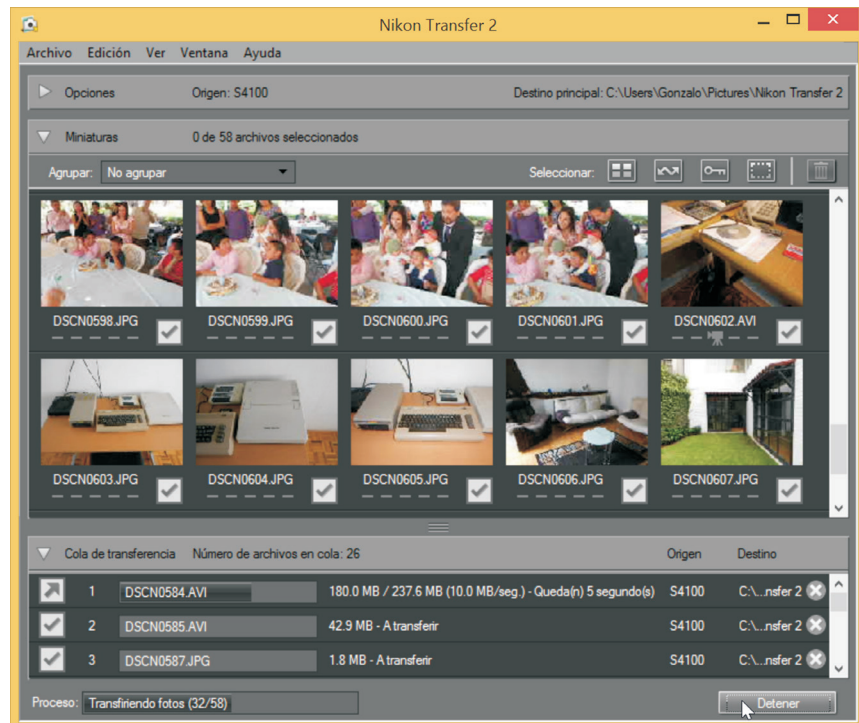 Nikon Transfer 2
Archivo Edición Ver Ventana Ayuda
Opciones Origen: S4100 Destino principal: C:\Users\Gonzalo\Pictures\Nikon Transfer 2
Miniaturas 0 de 58 archivos seleccionados
Agrupar: No agrupar Seleccionar:
DSCN0598.JPG DSCN0599.JPG DSCN0600.JPG DSCN0601.JPG DSCN0602.AVI
DSCN0603.JPG DSCN0604.JPG DSCN0605.JPG DSCN0606.JPG DSCN0607.JPG
Cola de transferencia Número de archivos en cola: 26 Origen Destino
1 DSCN0584.AVI 180.0 MB / 237.6 MB (10.0 MB/seg.) - Queda(n) 5 segundo(s) S4100 C:\...nsfer 2
2 DSCN0585.AVI 42.9 MB - A transferir S4100 C:\...nsfer 2
3 DSCN0587.JPG 1.8 MB - A transferir S4100 C:\...nsfer 2
Proceso: Transfiriendo fotos (32/58) Detener